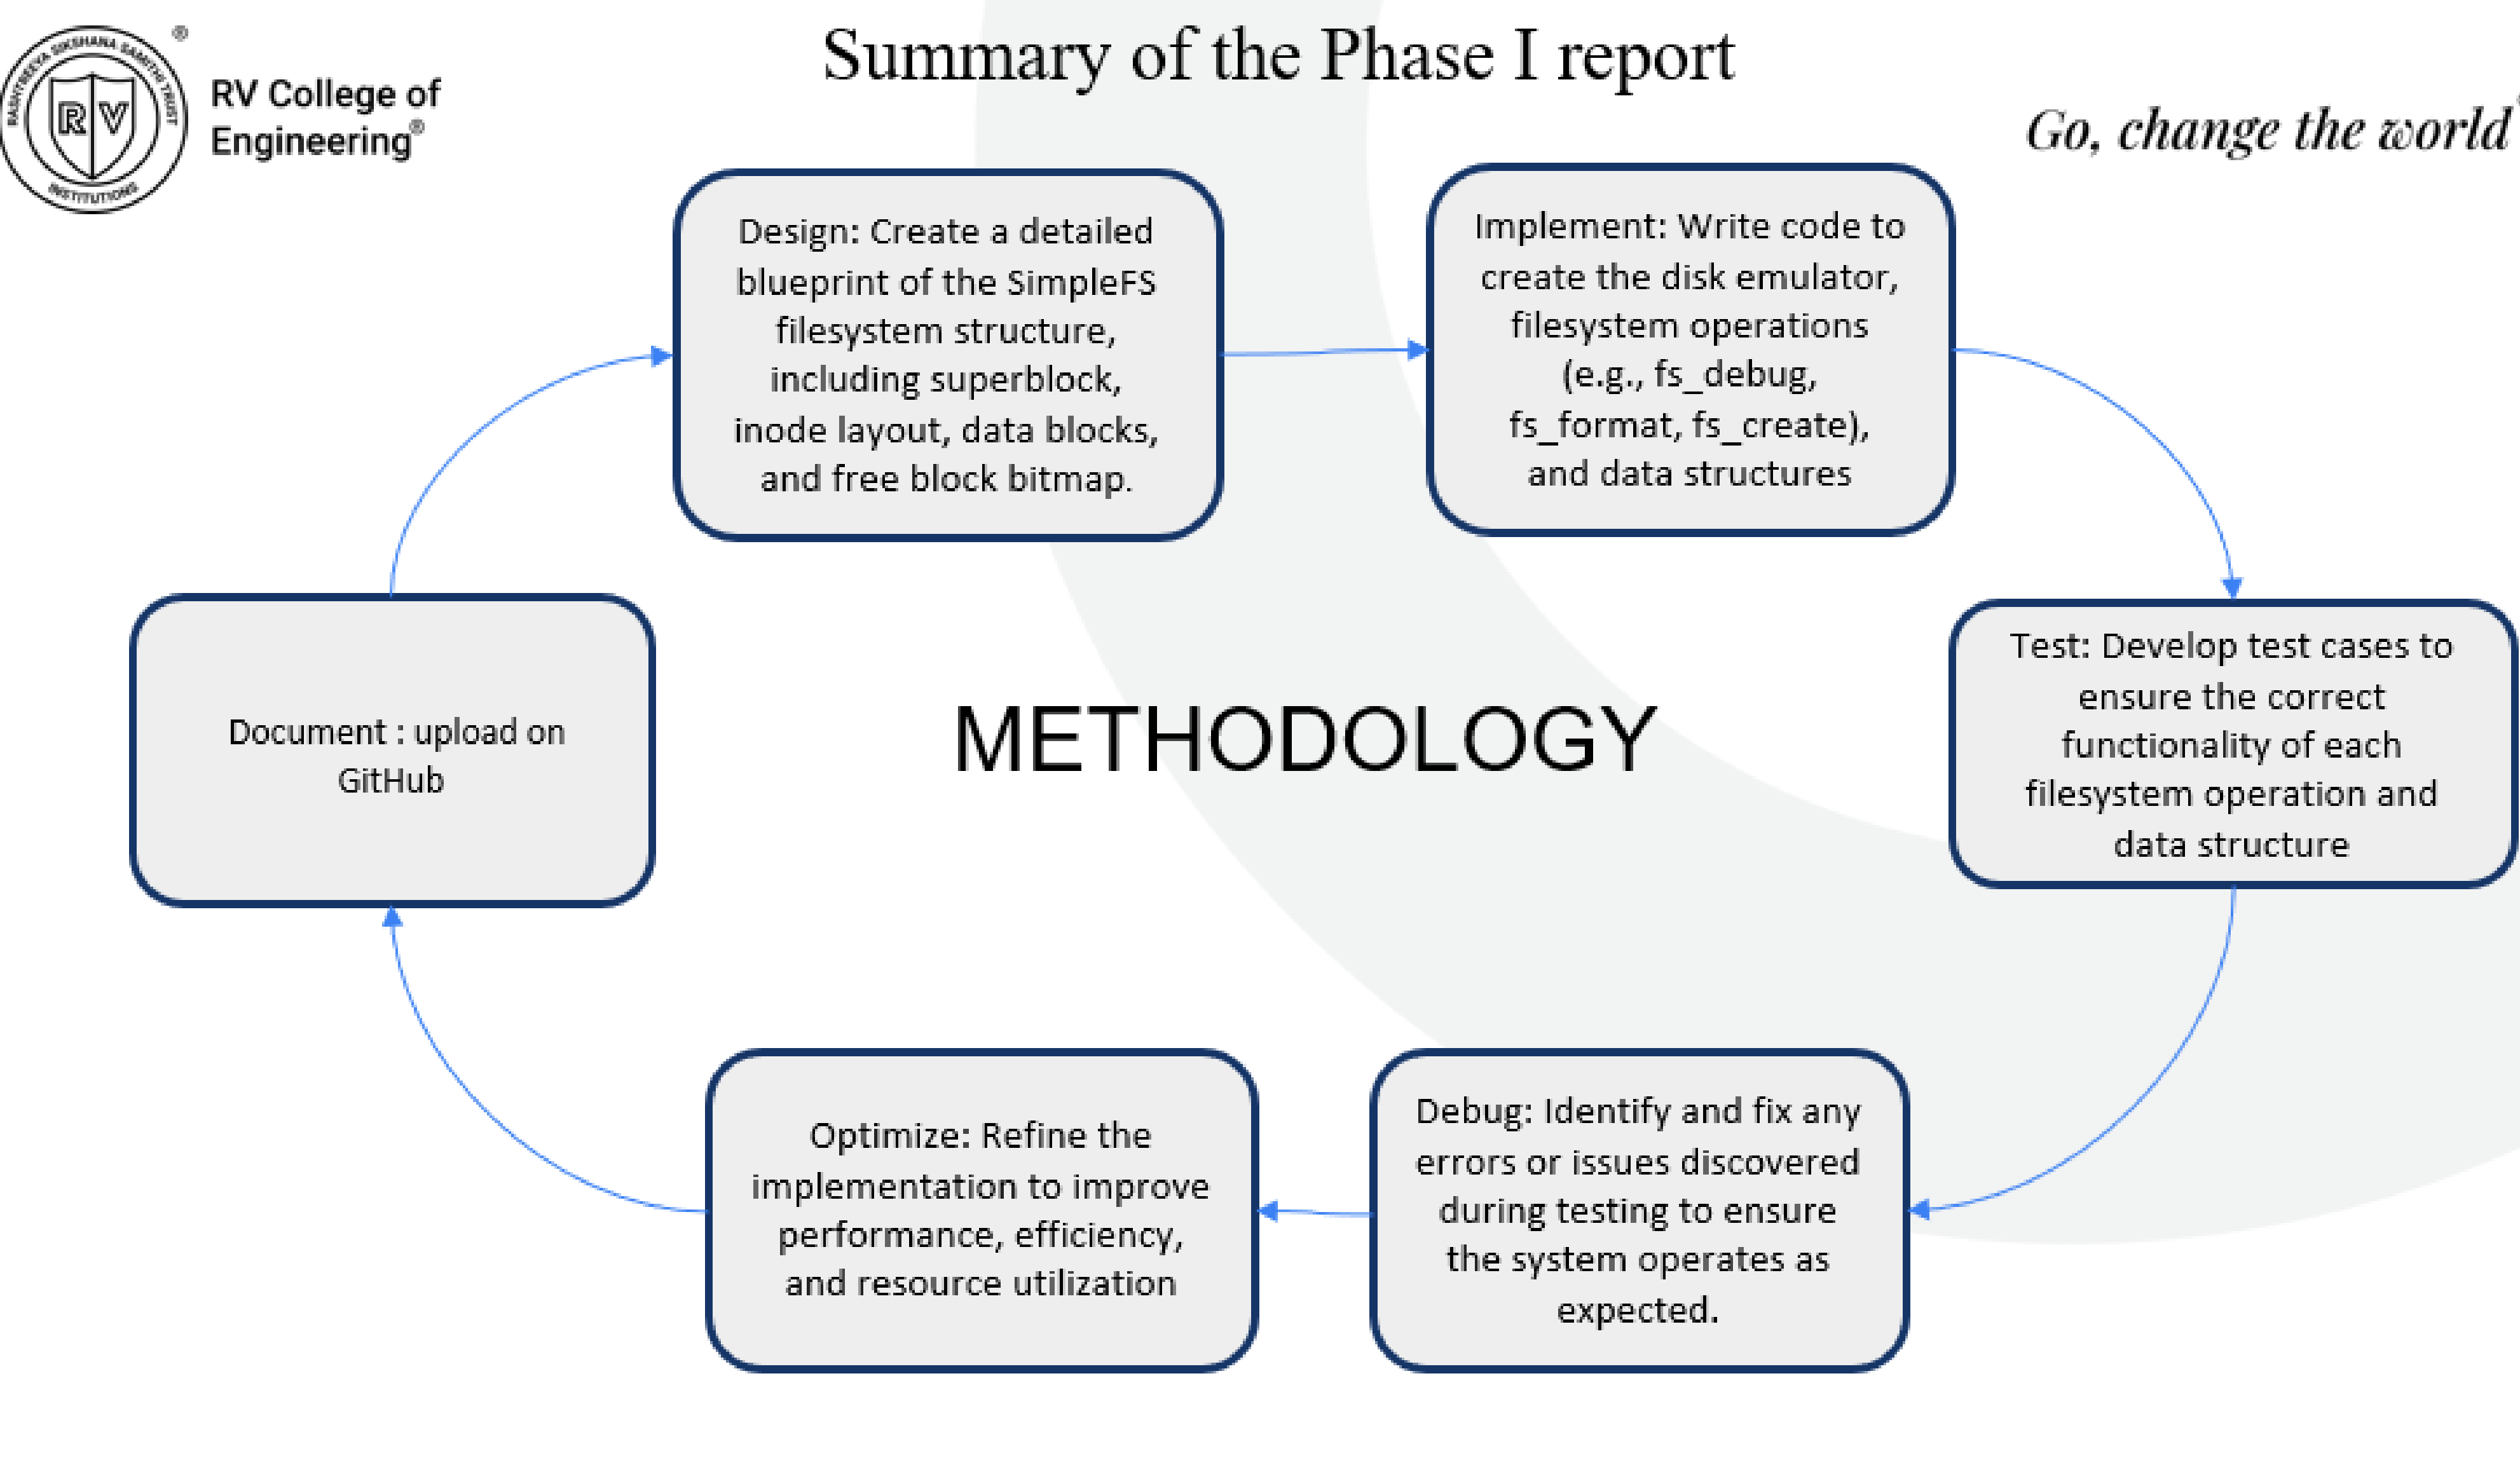 Summary of the Phase I report
RASHTREEYA SIKSHANA SAMITHI TRUST
R V
INSTITUTIONS
®
RV College of
Engineering®
Go, change the world
Design: Create a detailed
blueprint of the SimpleFS
filesystem structure,
including superblock,
inode layout, data blocks,
and free block bitmap.
Implement: Write code to
create the disk emulator,
filesystem operations
(e.g., fs_debug,
fs_format, fs_create),
and data structures
Test: Develop test cases to
ensure the correct
functionality of each
filesystem operation and
data structure
Debug: Identify and fix any
errors or issues discovered
during testing to ensure
the system operates as
expected.
Optimize: Refine the
implementation to improve
performance, efficiency,
and resource utilization
Document : upload on
GitHub
METHODOLOGY